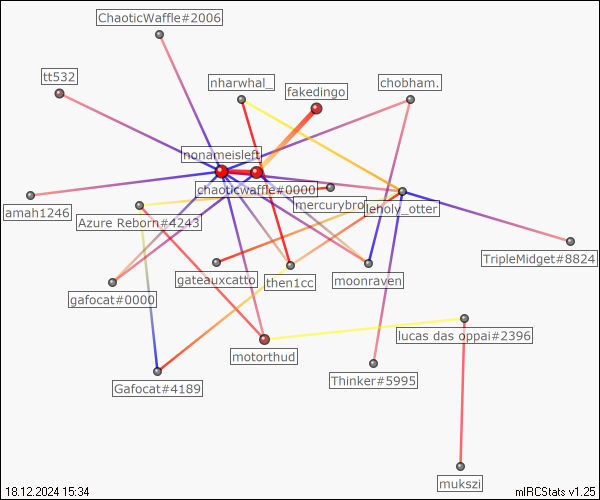 ChaoticWaffle#2006
tt532
nharwhal_
chobham.
fakedingo
nonameisleft
chaoticwaffle#0000
mercurybro
leholy_otter
amah1246
Azure Reborn#4243
TripleMidget#8824
gateauxcatto
then1cc
moonraven
gafocat#0000
lucas das oppai#2396
motorthud
Thinker#5995
Gafocat#4189
mukszi
18.12.2024 15:34
mIRCStats v1.25